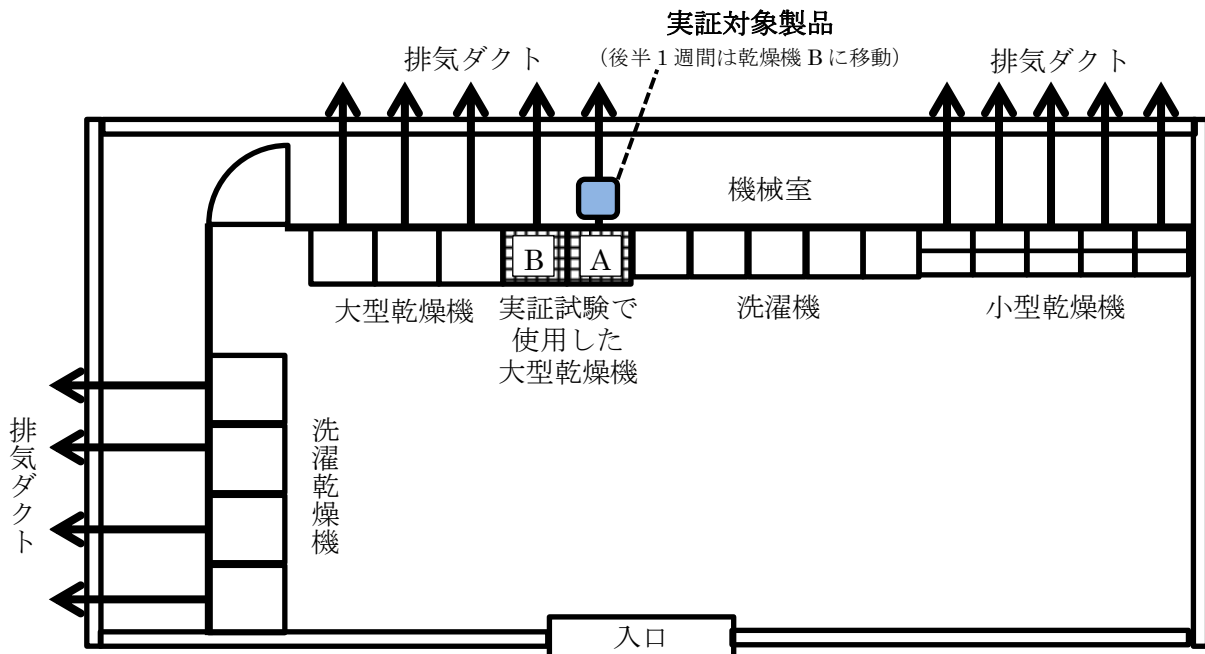 実証対象製品
(後半1週間は乾燥機 B に移動)
排気ダクト
排気ダクト
機械室
B
A
大型乾燥機
実証試験で
使用した
大型乾燥機
洗濯機
小型乾燥機
排気ダクト
洗濯乾燥機
入口